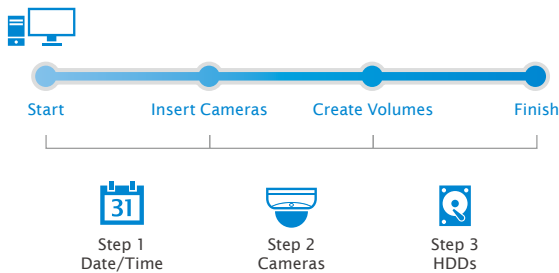 Start
Insert Cameras
Create Volumes
Finish
31
Step 1
Date/Time
Step 2
Cameras
Step 3
HDDs